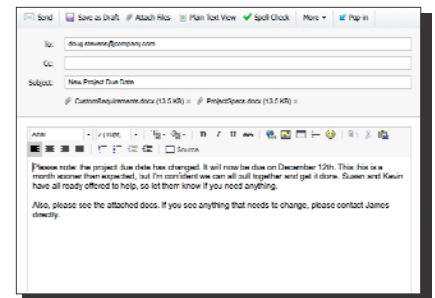 Send Save as Draft Attach Files Plain Text View Spell Check More Pop-in
To: doug.stevens@company.com
Cc:
Subject: New Project Due Date
CustomRequirements.docx (13.5 KB) × ProjectSpecs.docx (13.5 KB) ×
Arial 2 (10pt) B I U abc
Source
Please note: the project due date has changed. It will now be due on December 12th. This this is a
month sooner than expected, but I'm confident we can all pull together and get it done. Susan and Kevin
have all ready offered to help, so let them know if you need anything.
Also, please see the attached docs. If you see anything that needs to change, please contact James
directly.